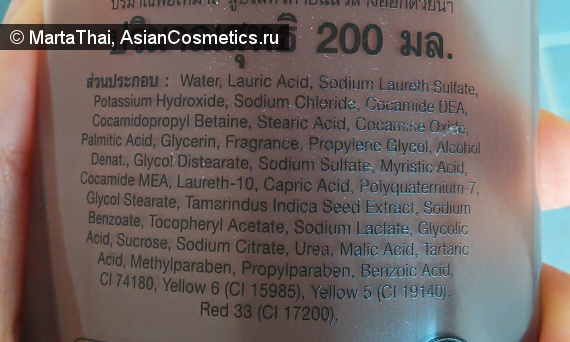 © MartaThai, AsianCosmetics.ru
200 มล.
ส่วนประกอบ : Water, Lauric Acid, Sodium Laureth Sulfate,
Potassium Hydroxide, Sodium Chloride, Cocamide DEA,
Cocamidopropyl Betaine, Stearic Acid, Cocamine Oxide,
Palmitic Acid, Glycerin, Fragrance, Propylene Glycol, Alcohol
Denat., Glycol Distearate, Sodium Sulfate, Myristic Acid,
Cocamide MEA, Laureth-10, Capric Acid, Polyquaternium-7,
Glycol Stearate, Tamarindus Indica Seed Extract, Sodium
Benzoate, Tocopheryl Acetate, Sodium Lactate, Glycolic
Acid, Sucrose, Sodium Citrate, Urea, Malic Acid, Tartaric
Acid, Methylparaben, Propylparaben, Benzoic Acid,
CI 74180, Yellow 6 (CI 15985), Yellow 5 (CI 19140),
Red 33 (CI 17200).